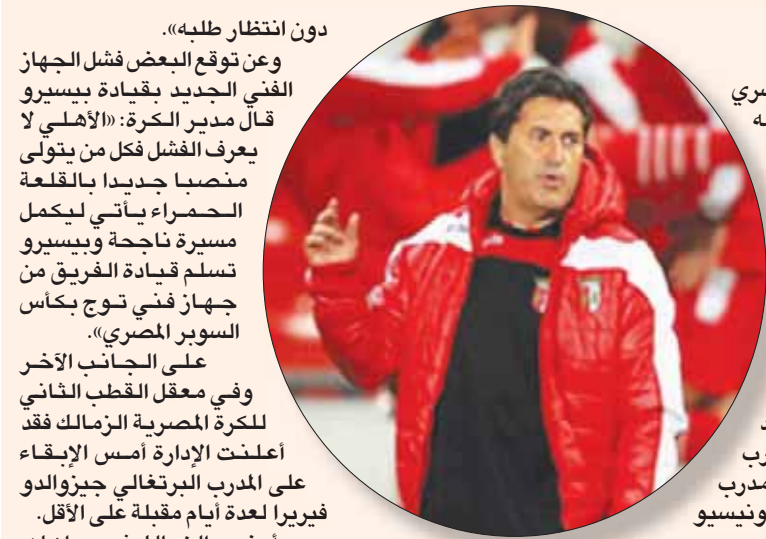 دون انتظار طلبه».
وعن توقع البعض فشل الجهاز
الفني الجديد بقيادة بيسيرو
قال مدير الكرة: «الأهلي لا
يعرف الفشل فكل من يتولى
منصبا جديدا بالقلعة
الحمراء يأتي ليكمل
مسيرة ناجحة وبيسيرو
تسلم قيادة الفريق من
جهاز فني توج بكأس
السوبر المصري».
على الجانب الآخر
وفي معقل القطب الثاني
للكرة المصرية الزمالك فقد
أعلنت الإدارة أمس الإبقاء
على المدرب البرتغالي جيزوالدو
فيريرا لعدة أيام مقبلة على الأقل.
مدرب
ونيسيو